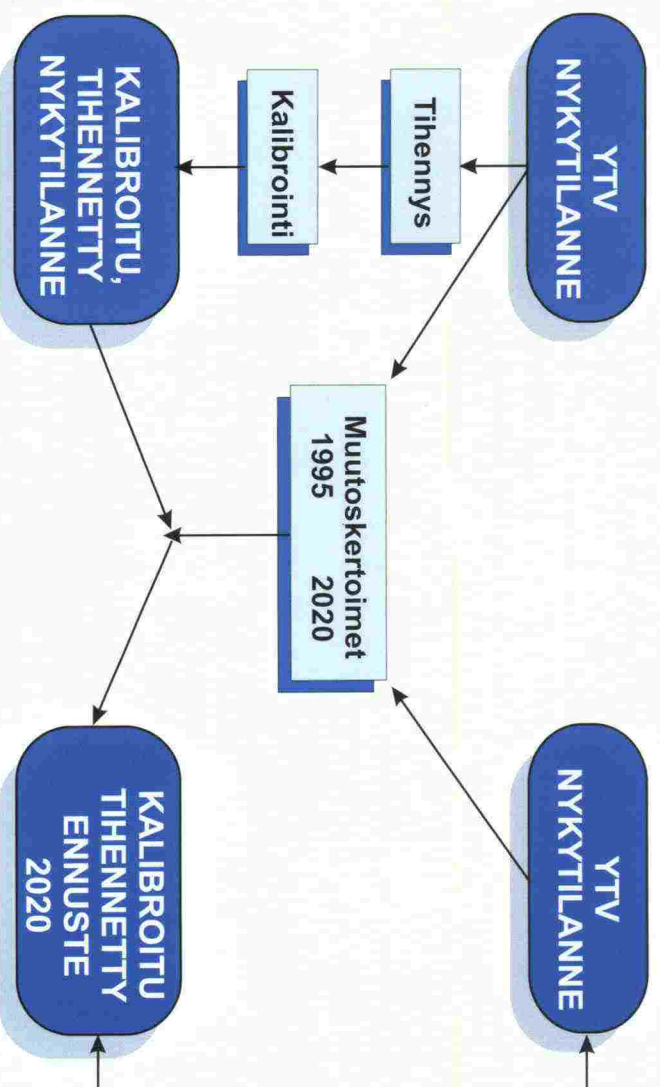 YTV
NYKYTILANNE
Tihennys
Kalibrointi
KALIBROITU,
TIHENNETTY
NYKYTILANNE
Muutoskertoimet
1995 2020
YTV
NYKYTILANNE
KALIBROITU
TIHENNETTY
ENNUSTE
2020